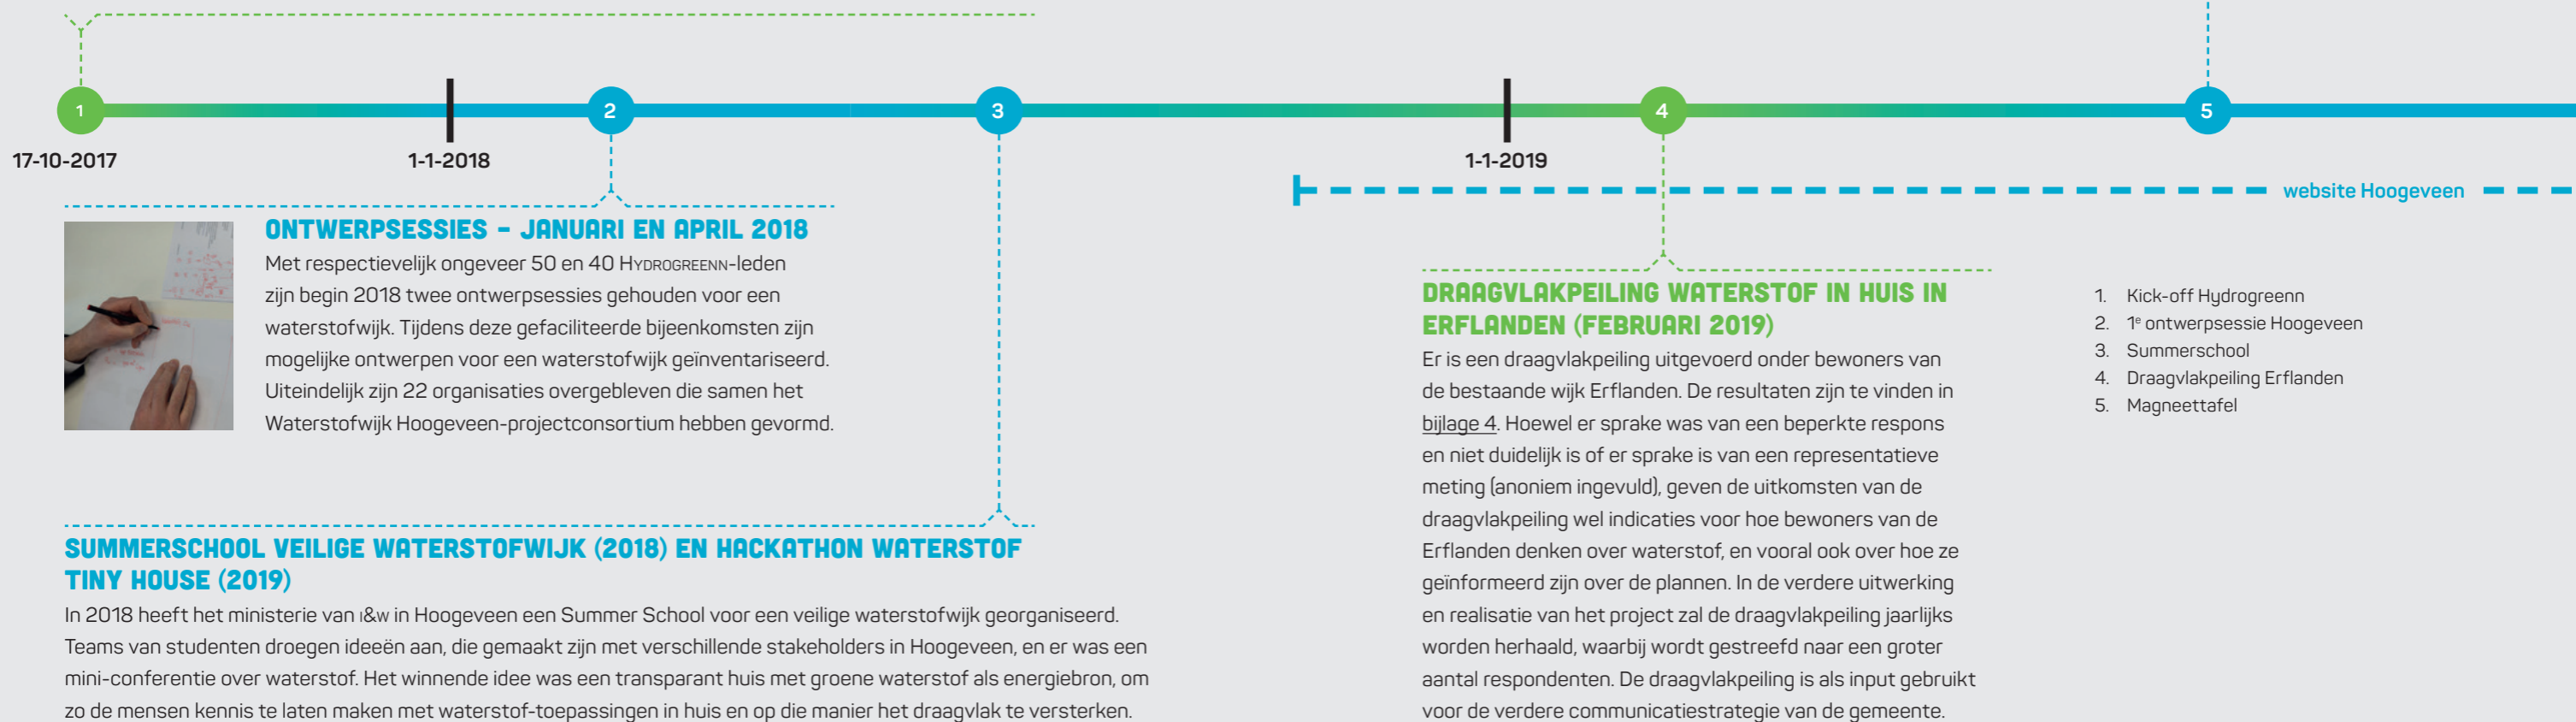 1
2
3
4
5
17-10-2017
1-1-2018
1-1-2019
website Hoogeveen
ONTWERPSESSIES – JANUARI EN APRIL 2018
Met respectievelijk ongeveer 50 en 40 HYDROGREENN-leden
zijn begin 2018 twee ontwerpsessies gehouden voor een
waterstofwijk. Tijdens deze gefaciliteerde bijeenkomsten zijn
mogelijke ontwerpen voor een waterstofwijk geïnventariseerd.
Uiteindelijk zijn 22 organisaties overgebleven die samen het
Waterstofwijk Hoogeveen-projectconsortium hebben gevormd.
SUMMERSCHOOL VEILIGE WATERSTOFWIJK (2018) EN HACKATHON WATERSTOF
TINY HOUSE (2019)
In 2018 heeft het ministerie van I&W in Hoogeveen een Summer School voor een veilige waterstofwijk georganiseerd.
Teams van studenten droegen ideeën aan, die gemaakt zijn met verschillende stakeholders in Hoogeveen, en er was een
mini-conferentie over waterstof. Het winnende idee was een transparant huis met groene waterstof als energiebron, om
zo de mensen kennis te laten maken met waterstof-toepassingen in huis en op die manier het draagvlak te versterken.
DRAAGVLAKPEILING WATERSTOF IN HUIS IN
ERFLANDEN (FEBRUARI 2019)
Er is een draagvlakpeiling uitgevoerd onder bewoners van
de bestaande wijk Erflanden. De resultaten zijn te vinden in
bijlage 4. Hoewel er sprake was van een beperkte respons
en niet duidelijk is of er sprake is van een representatieve
meting (anoniem ingevuld), geven de uitkomsten van de
draagvlakpeiling wel indicaties voor hoe bewoners van de
Erflanden denken over waterstof, en vooral ook over hoe ze
geïnformeerd zijn over de plannen. In de verdere uitwerking
en realisatie van het project zal de draagvlakpeiling jaarlijks
worden herhaald, waarbij wordt gestreefd naar een groter
aantal respondenten. De draagvlakpeiling is als input gebruikt
voor de verdere communicatiestrategie van de gemeente.
1. Kick-off Hydrogreenn
2. 1e ontwerpsessie Hoogeveen
3. Summerschool
4. Draagvlakpeiling Erflanden
5. Magneettafel